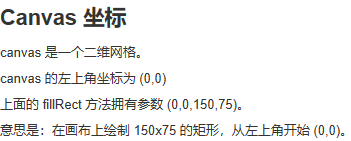 Canvas 坐标
canvas 是一个二维网格。
canvas 的左上角坐标为 (0,0)
上面的 fillRect 方法拥有参数 (0,0,150,75)。
意思是：在画布上绘制 150x75 的矩形，从左上角开始 (0,0)。